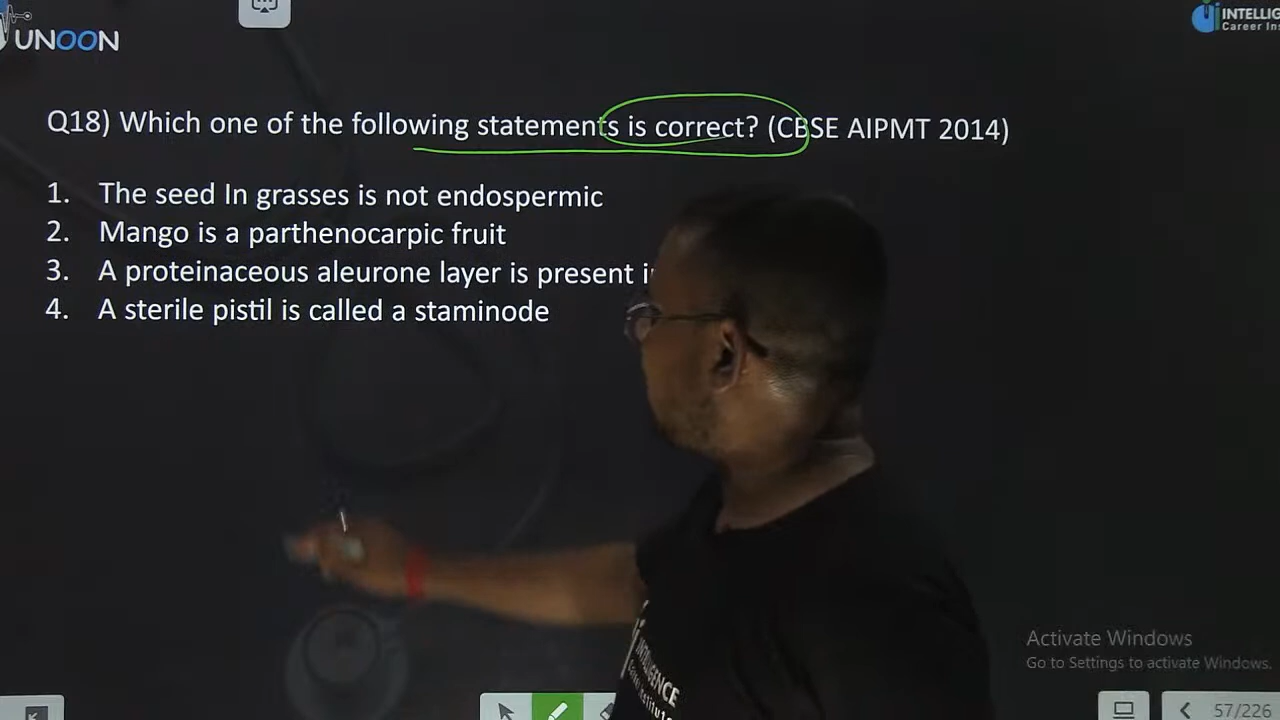 UNOON
INTELLIG
Career Ins
Q18) Which one of the following statements is correct? (CBSE AIPMT 2014)
1. The seed In grasses is not endospermic
2. Mango is a parthenocarpic fruit
3. A proteinaceous aleurone layer is present i
4. A sterile pistil is called a staminode
INTELLIGENCE
Activate Windows
Go to Settings to activate Windows.
57/226